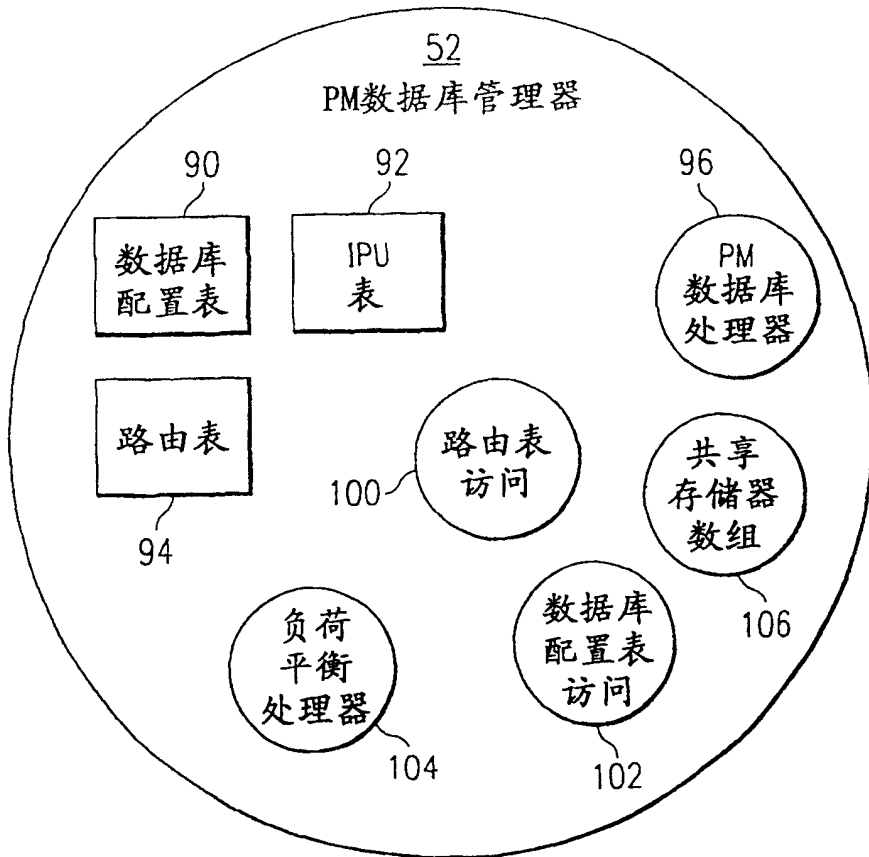 52
PM数据库管理器
90
92
96
数据库
配置表
IPU
表
PM
数据库
处理器
路由表
94
路由表
访问
100
共享
存储器
数组
106
负荷
平衡
处理器
104
数据库
配置表
访问
102